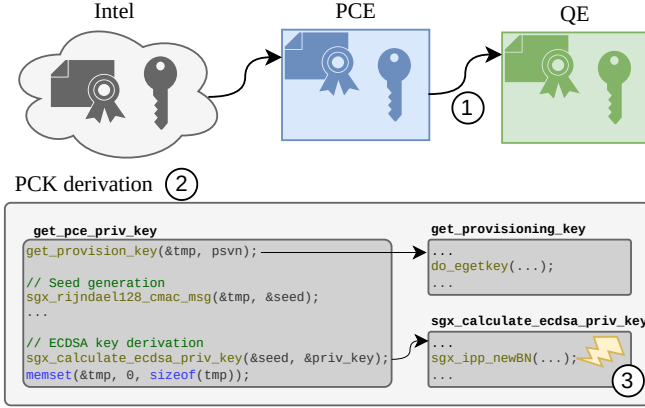 Intel
PCE
QE
1
PCK derivation 2
get_pce_priv_key
get_provision_key(&tmp, psvn);
// Seed generation
sgx_rijndael128_cmac_msg(&tmp, &seed);
...
// ECDSA key derivation
sgx_calculate_ecdsa_priv_key(&seed, &priv_key);
memset(&tmp, 0, sizeof(tmp));
get_provisioning_key
...
do_egetkey(...);
...
sgx_calculate_ecdsa_priv_key
...
sgx_ipp_newBN(...);
...
3